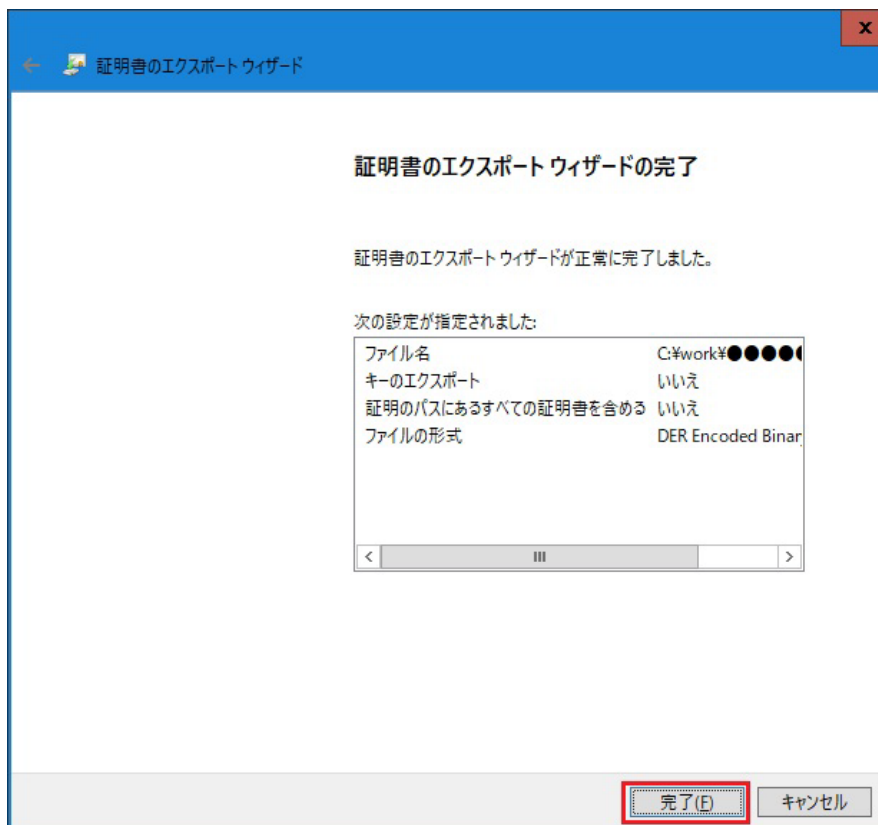 証明書のエクスポート ウィザード
証明書のエクスポート ウィザードの完了
証明書のエクスポート ウィザードが正常に完了しました。
次の設定が指定されました:
ファイル名 C:¥work¥●●●●
キーのエクスポート いいえ
証明のパスにあるすべての証明書を含める いいえ
ファイルの形式 DER Encoded Binar
完了(F) キャンセル